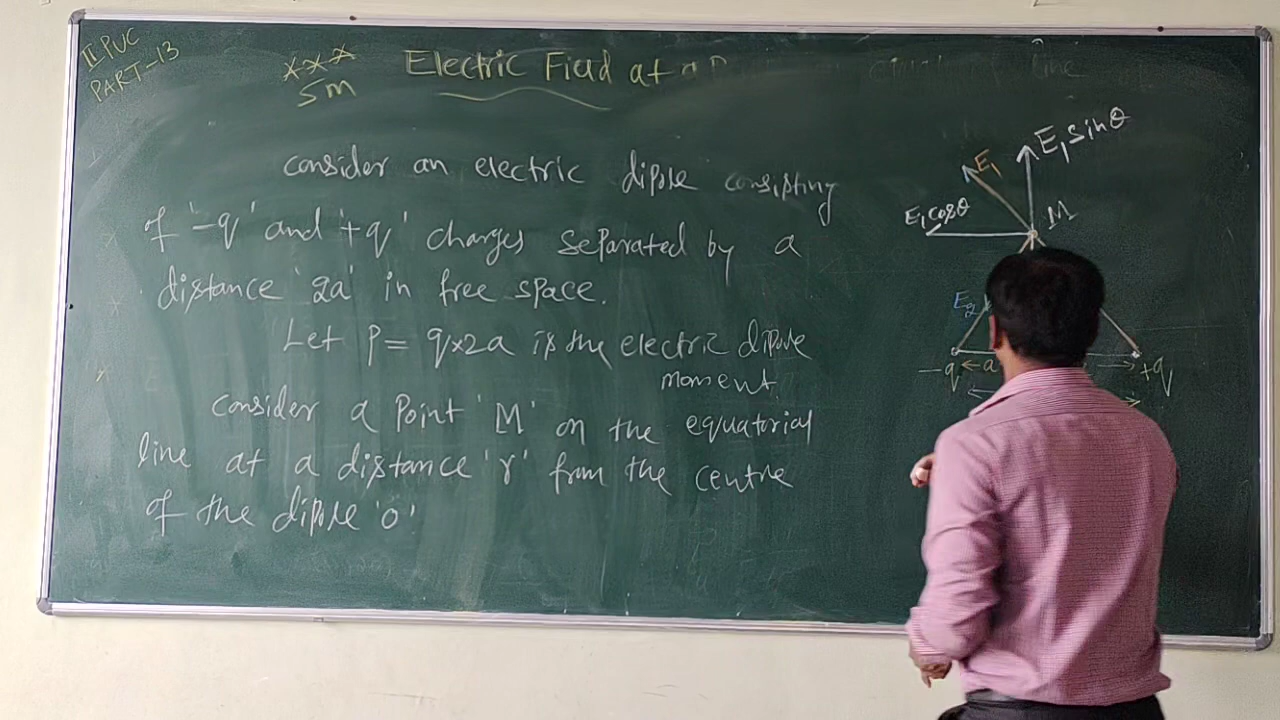 II PUC
PART-13
5m
Electric Field at a P
line
consider an electric dipole consisting
of '-q' and '+q' charges separated by a
distance '2a' in free space.
Let P = q×2a is the electric dipole
moment.
consider a point 'M' on the equatorial
line at a distance 'r' from the centre
of the dipole 'o'
E₁ sinθ
E₁
E₁cosθ
M
E₂
-q
a
+q